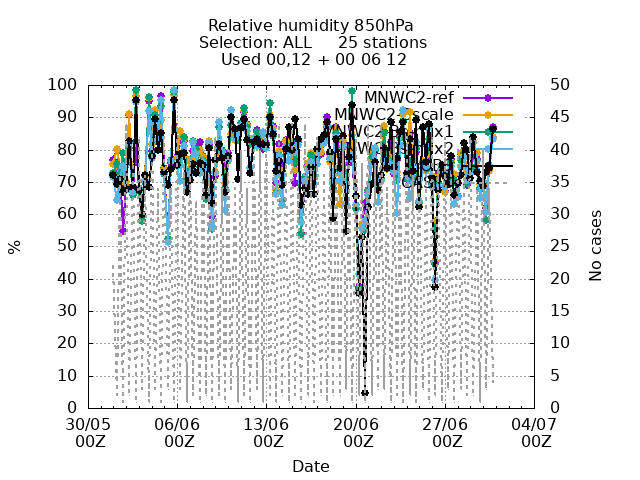 Relative humidity 850hPa
Selection: ALL 25 stations
Used 00,12 + 00 06 12
100 90 80 70 60 50 40 30 20 10 0
50 45 40 35 30 25 20 15 10 5 0
MNWC2-ref
%
No cases
30/05 06/06 13/06 20/06 27/06 04/07
00Z 00Z 00Z 00Z 00Z 00Z
Date